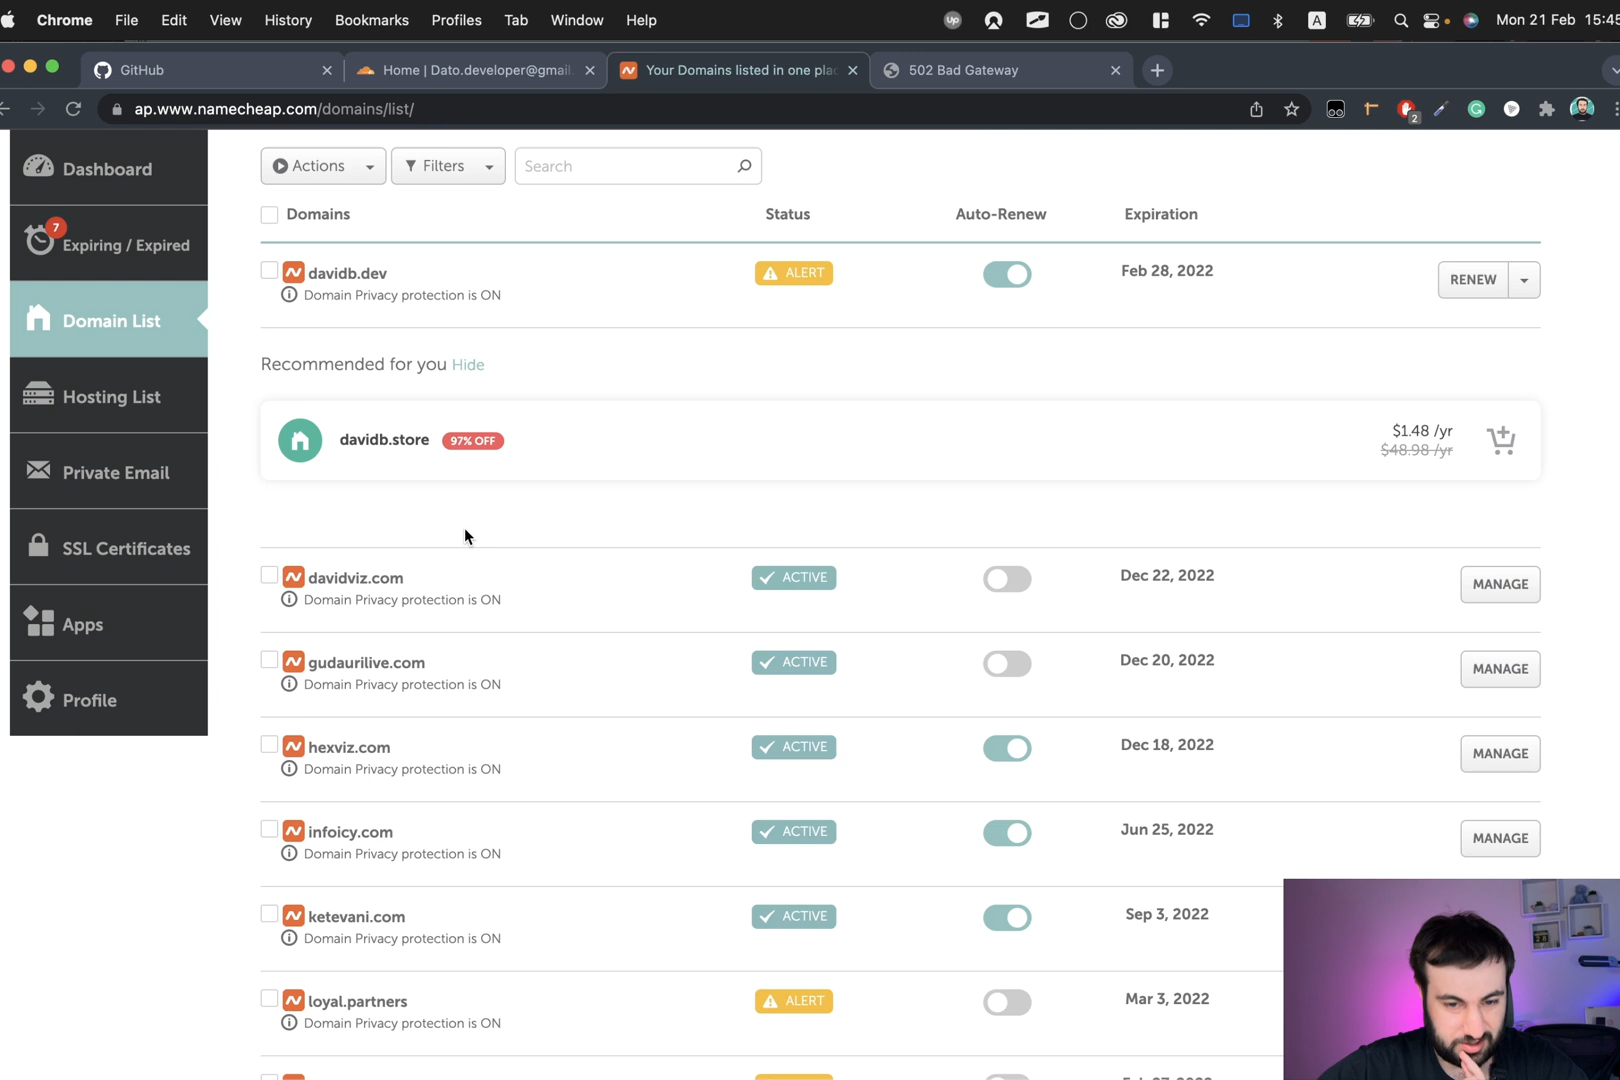 Chrome File Edit View History Bookmarks Profiles Tab Window Help Up A Mon 21 Feb 15:45
GitHub Home | Dato.developer@gmail. Your Domains listed in one plac 502 Bad Gateway
ap.www.namecheap.com/domains/list/ 2
Dashboard
7
Expiring / Expired
Domain List
Hosting List
Private Email
SSL Certificates
Apps
Profile
Actions Filters Search
Domains Status Auto-Renew Expiration
davidb.dev ALERT Feb 28, 2022 RENEW
Domain Privacy protection is ON
Recommended for you Hide
davidb.store 97% OFF $1.48 /yr
$48.98 /yr
davidviz.com ACTIVE Dec 22, 2022 MANAGE
Domain Privacy protection is ON
gudaurilive.com ACTIVE Dec 20, 2022 MANAGE
Domain Privacy protection is ON
hexviz.com ACTIVE Dec 18, 2022 MANAGE
Domain Privacy protection is ON
infoicy.com ACTIVE Jun 25, 2022 MANAGE
Domain Privacy protection is ON
ketevani.com ACTIVE Sep 3, 2022
Domain Privacy protection is ON
loyal.partners ALERT Mar 3, 2022
Domain Privacy protection is ON